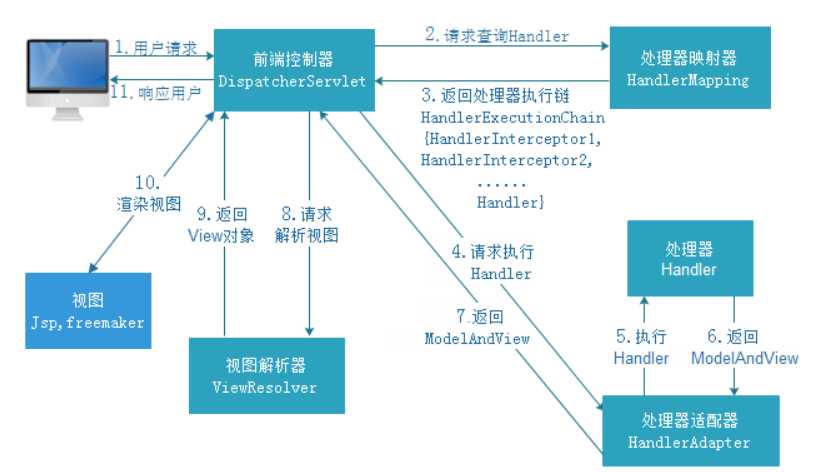 1.用户请求
11.响应用户
前端控制器
DispatcherServlet
2.请求查询Handler
处理器映射器
HandlerMapping
3.返回处理器执行链
HandlerExecutionChain
{HandlerInterceptor1,
HandlerInterceptor2,
......
Handler}
10.
渲染视图
9.返回
View对象
8.请求
解析视图
4.请求执行
Handler
处理器
Handler
视图
Jsp,freemaker
7.返回
ModelAndView
5.执行
Handler
6.返回
ModelAndView
视图解析器
ViewResolver
处理器适配器
HandlerAdapter